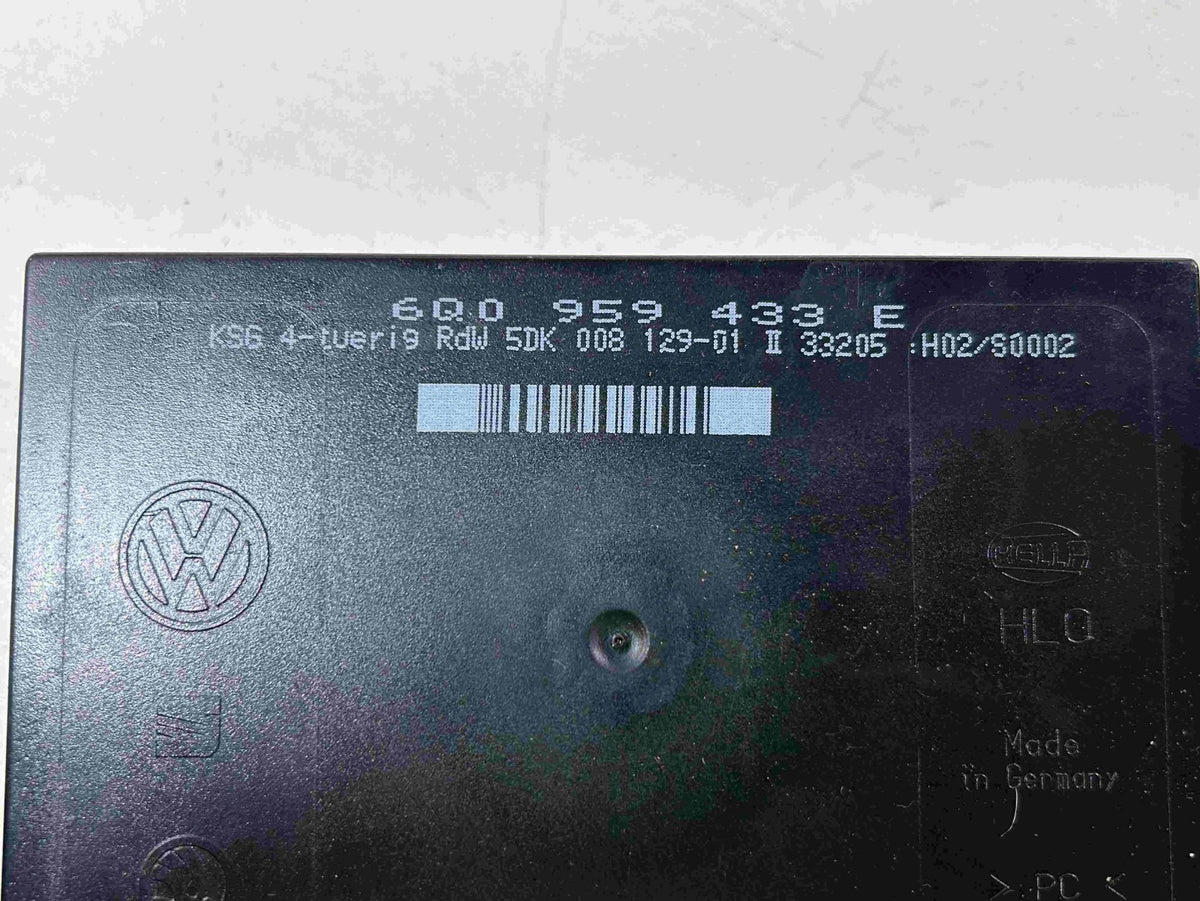 6Q0 959 433 E
KSG 4-tuerig RdW 5DK 008 129-01 II 33205 :H02/S0002
HELLA
HLO
Made
in Germany
> PC <